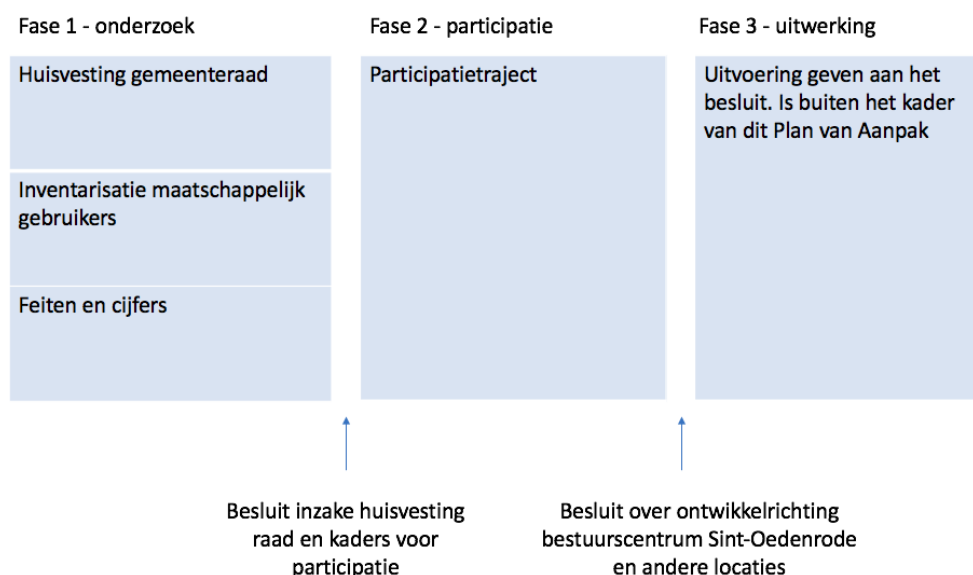 Fase 1 - onderzoek
Huisvesting gemeenteraad
Inventarisatie maatschappelijk
gebruikers
Feiten en cijfers
Fase 2 - participatie
Participatietraject
Fase 3 - uitwerking
Uitvoering geven aan het
besluit. Is buiten het kader
van dit Plan van Aanpak
Besluit inzake huisvesting
raad en kaders voor
participatie
Besluit over ontwikkelrichting
bestuurscentrum Sint-Oedenrode
en andere locaties